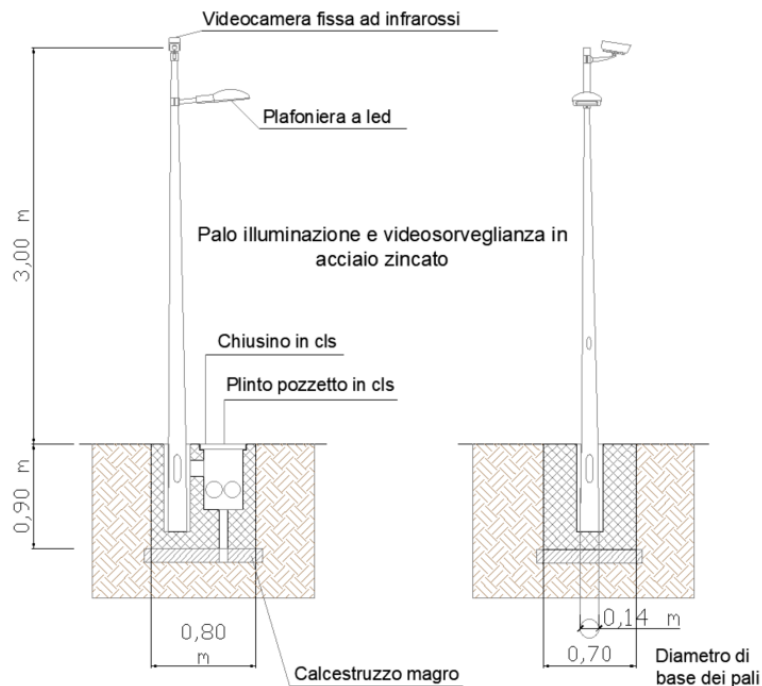 Videocamera fissa ad infrarossi
Plafoniera a led
3,00 m
Palo illuminazione e videosorveglianza in
acciaio zincato
Chiusino in cls
Plinto pozzetto in cls
0,90 m
0,80
m
Calcestruzzo magro
0,14 m
0,70
Diametro di
base dei pali